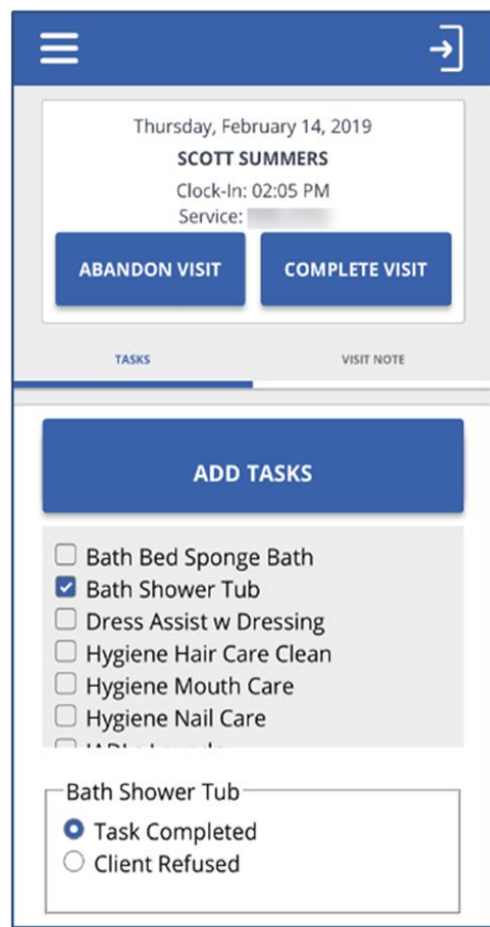 Thursday, February 14, 2019
SCOTT SUMMERS
Clock-In: 02:05 PM
Service:
ABANDON VISIT
COMPLETE VISIT
TASKS
VISIT NOTE
ADD TASKS
Bath Bed Sponge Bath
Bath Shower Tub
Dress Assist w Dressing
Hygiene Hair Care Clean
Hygiene Mouth Care
Hygiene Nail Care
Bath Shower Tub
Task Completed
Client Refused